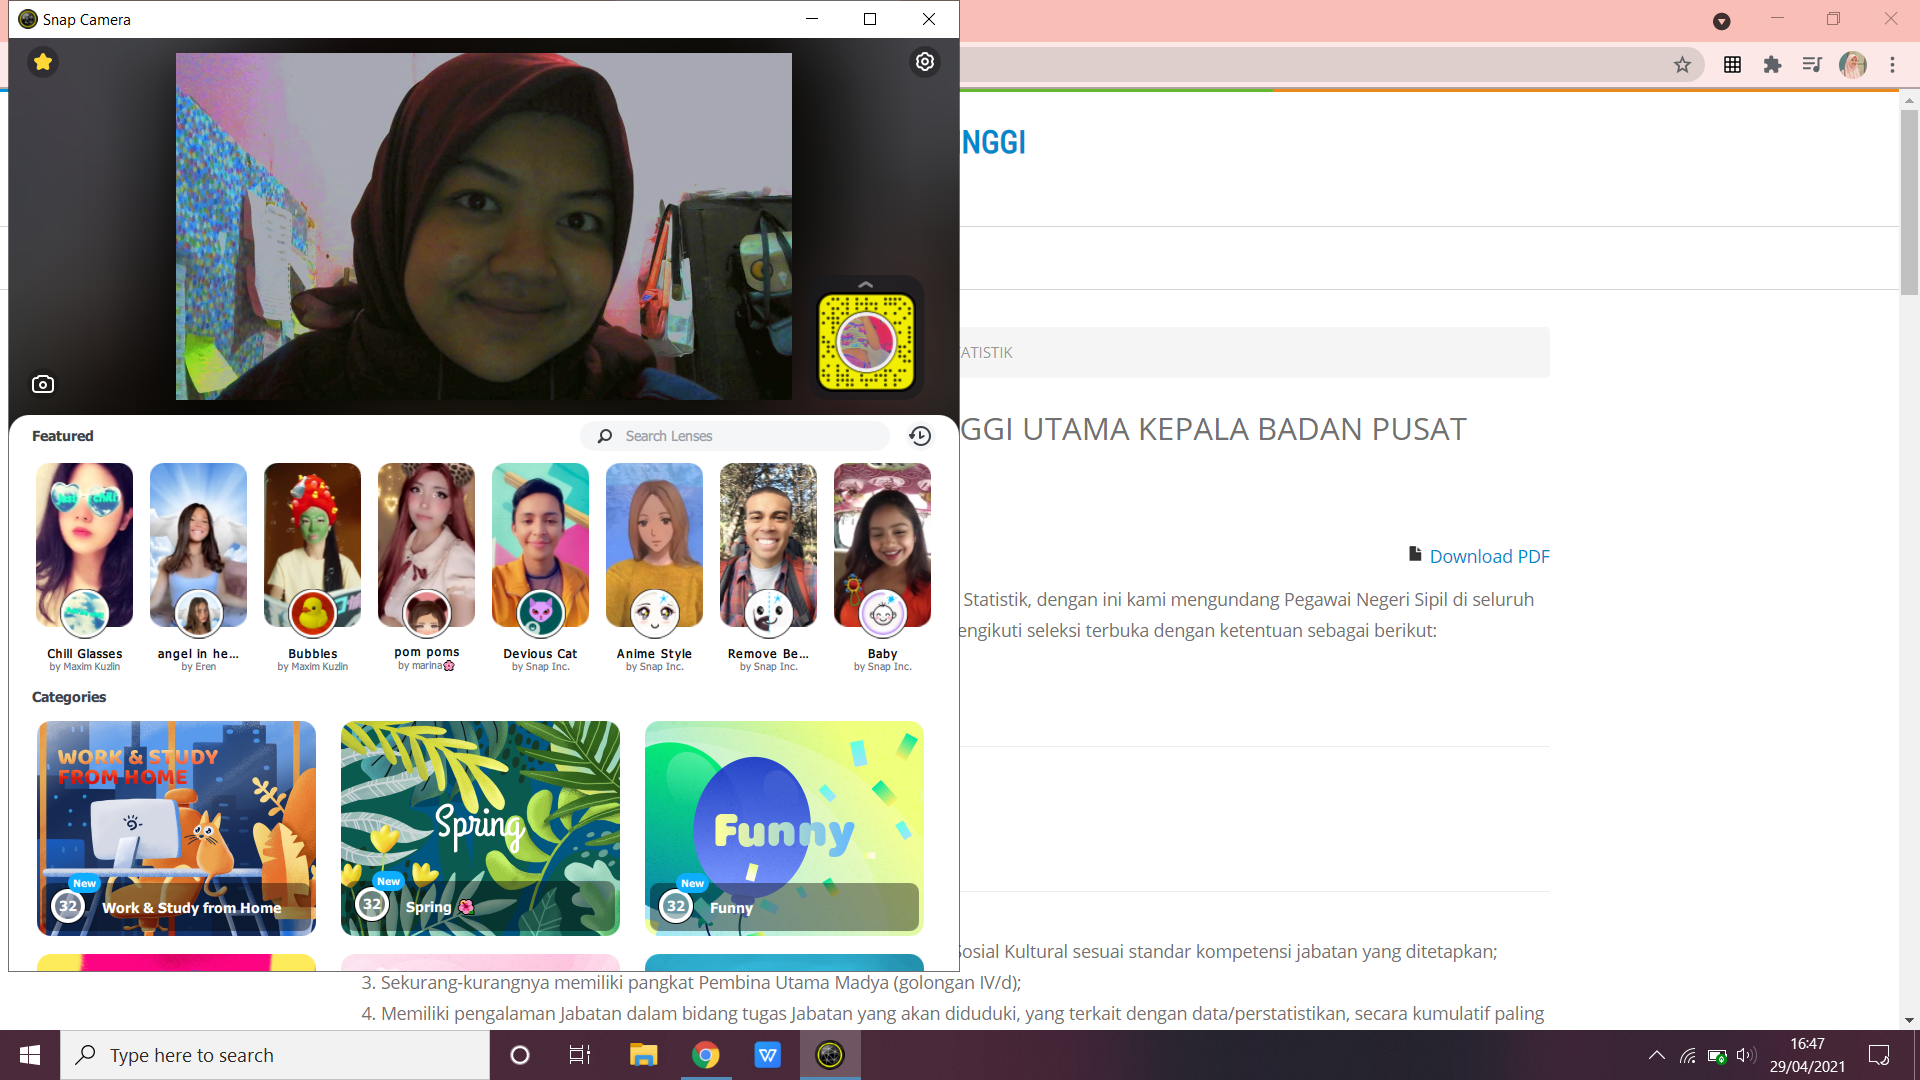 Snap Camera
NGGI
ATISTIK
GGI UTAMA KEPALA BADAN PUSAT
Download PDF
Statistik, dengan ini kami mengundang Pegawai Negeri Sipil di seluruh
engikuti seleksi terbuka dengan ketentuan sebagai berikut:
Featured
Search Lenses
Chill Glasses
by Maxim Kuzlin
angel in he...
by Eren
Bubbles
by Maxim Kuzlin
pom poms
by marina🌸
Devious Cat
by Snap Inc.
Anime Style
by Snap Inc.
Remove Be...
by Snap Inc.
Baby
by Snap Inc.
Categories
WORK & STUDY
FROM HOME
New
32
Work & Study from Home
Spring
New
32
Spring 🌺
Funny
New
32
Funny
Sosial Kultural sesuai standar kompetensi jabatan yang ditetapkan;
3. Sekurang-kurangnya memiliki pangkat Pembina Utama Madya (golongan IV/d);
4. Memiliki pengalaman Jabatan dalam bidang tugas Jabatan yang akan diduduki, yang terkait dengan data/perstatistikan, secara kumulatif paling
Type here to search
16:47
29/04/2021